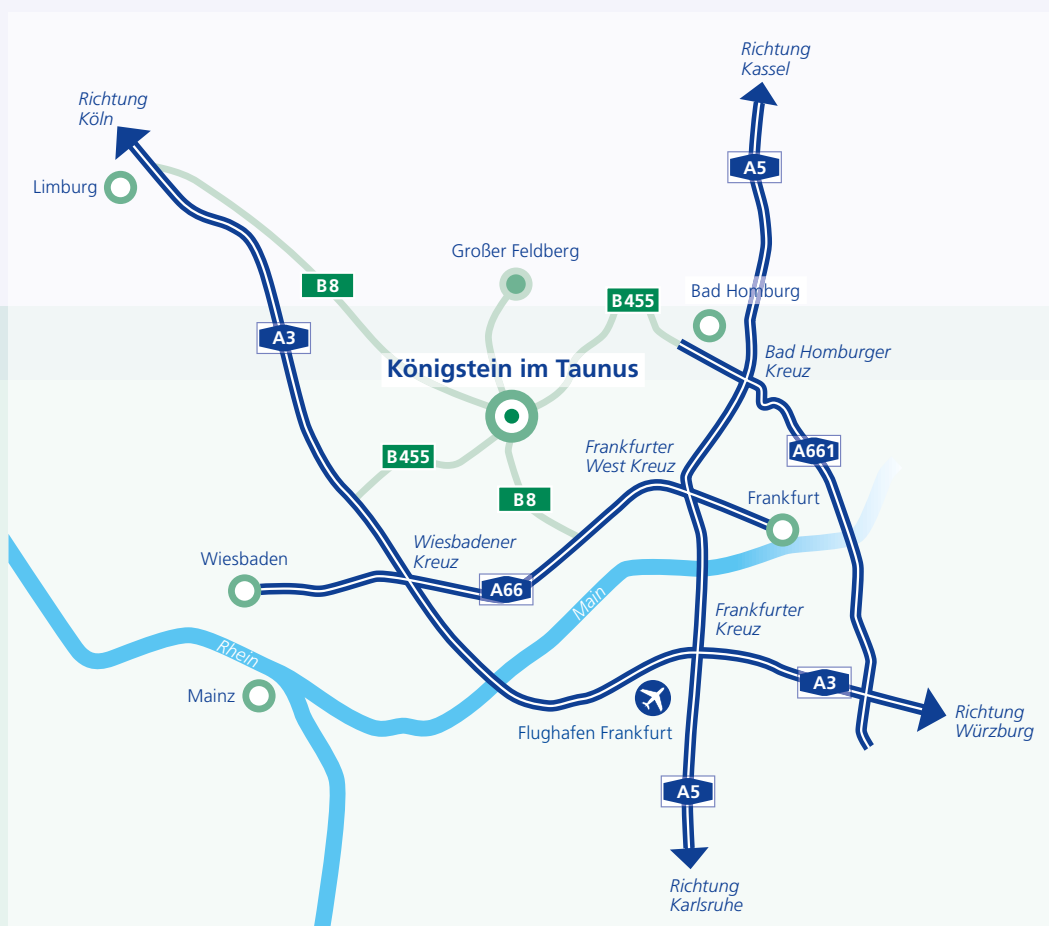 Richtung
Kassel
Richtung
Köln
A5
Limburg
Großer Feldberg
B8
B455
Bad Homburg
A3
Bad Homburger
Kreuz
Königstein im Taunus
Frankfurter
West Kreuz
A661
B455
B8
Frankfurt
Wiesbadener
Kreuz
Wiesbaden
A66
Main
Frankfurter
Kreuz
Rhein
Mainz
A3
Flughafen Frankfurt
Richtung
Würzburg
A5
Richtung
Karlsruhe